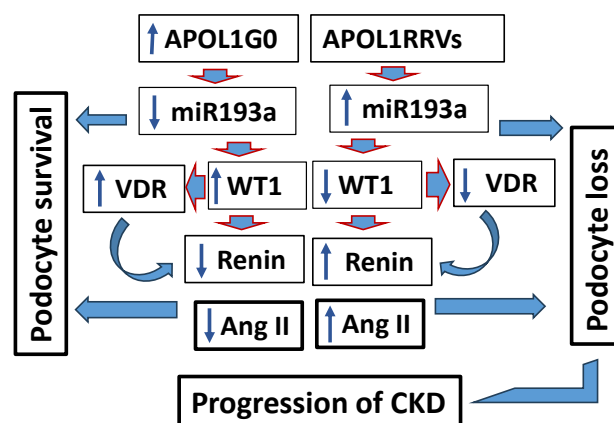 APOL1G0
APOL1RRVs
miR193a
miR193a
Podocyte survival
Podocyte loss
VDR
WT1
WT1
VDR
Renin
Renin
Ang II
Ang II
Progression of CKD